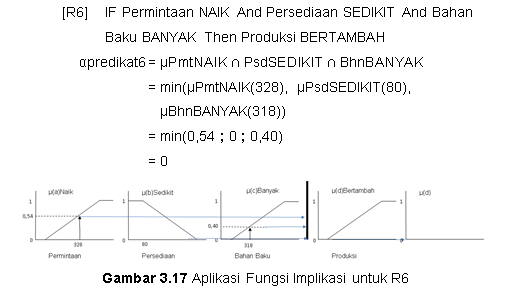 [R6] IF Permintaan NAIK And Persediaan SEDIKIT And Bahan
Baku BANYAK Then Produksi BERTAMBAH
αpredikat6 = µPmtNAIK ∩ PsdSEDIKIT ∩ BhnBANYAK
= min(µPmtNAIK(328), µPsdSEDIKIT(80),
µBhnBANYAK(318))
= min(0,54 ; 0 ; 0,40)
= 0
µ(a)Naik µ(b)Sedikit µ(c)Banyak µ(d)Bertambah µ(d)
1 1 1 1 1
0,54 0,40
0 0 0 0 0
328 80 318
Permintaan Persediaan Bahan Baku Produksi
Gambar 3.17 Aplikasi Fungsi Implikasi untuk R6